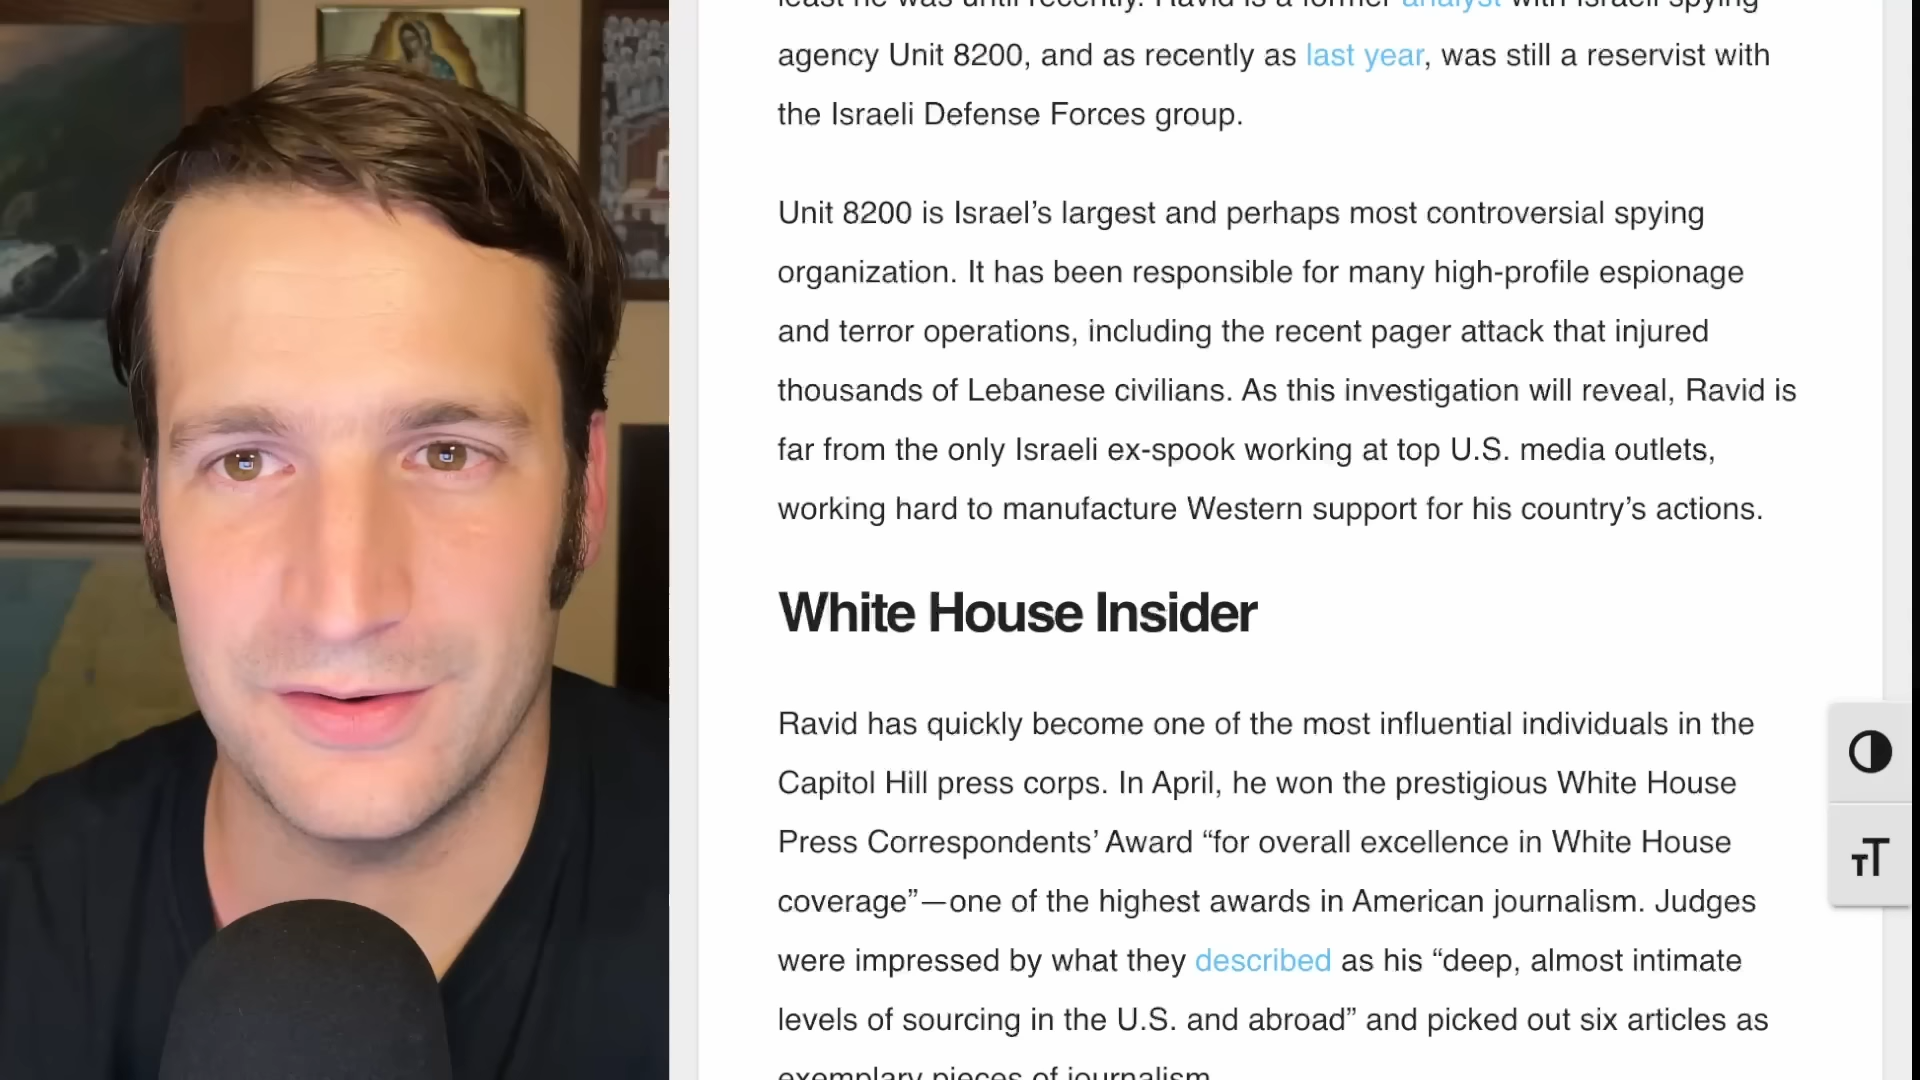 least he was until recently. Ravid is a former analyst with Israeli spying
agency Unit 8200, and as recently as last year, was still a reservist with
the Israeli Defense Forces group.
Unit 8200 is Israel’s largest and perhaps most controversial spying
organization. It has been responsible for many high-profile espionage
and terror operations, including the recent pager attack that injured
thousands of Lebanese civilians. As this investigation will reveal, Ravid is
far from the only Israeli ex-spook working at top U.S. media outlets,
working hard to manufacture Western support for his country’s actions.
White House Insider
Ravid has quickly become one of the most influential individuals in the
Capitol Hill press corps. In April, he won the prestigious White House
Press Correspondents’ Award “for overall excellence in White House
coverage”—one of the highest awards in American journalism. Judges
were impressed by what they described as his “deep, almost intimate
levels of sourcing in the U.S. and abroad” and picked out six articles as
exemplary pieces of journalism.
TT